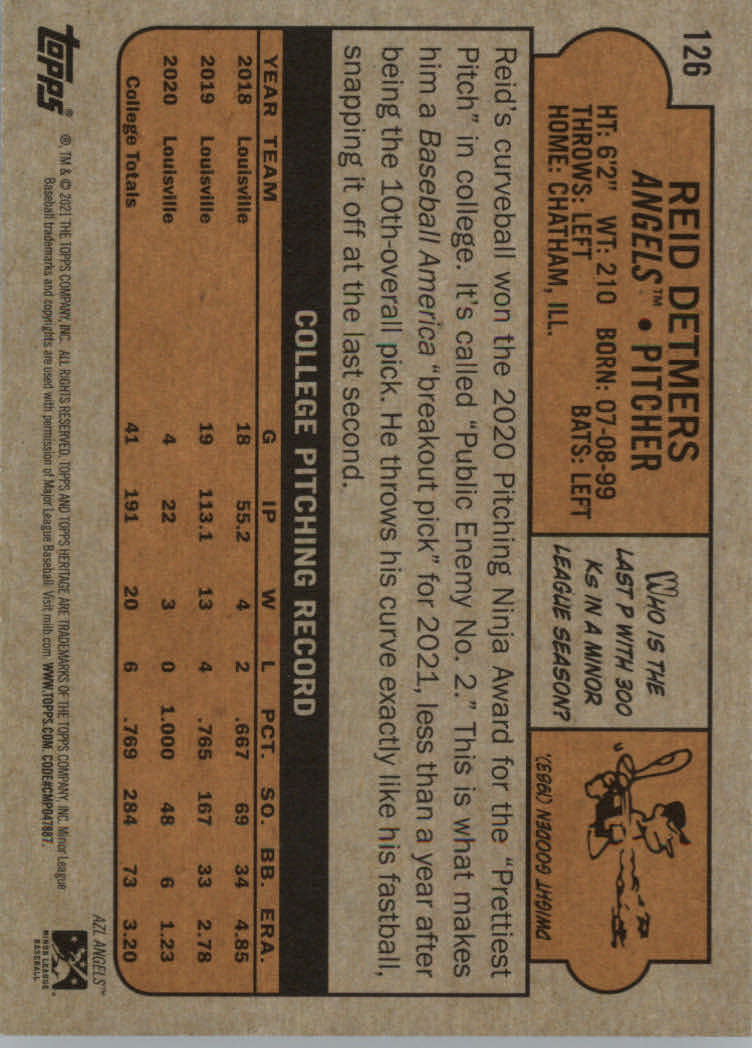 126
REID DETMERS
ANGELS™ • PITCHER
HT: 6'2" WT: 210 BORN: 07-08-99
THROWS: LEFT BATS: LEFT
HOME: CHATHAM, ILL.
WHO IS THE
LAST P WITH 300
KS IN A MINOR
LEAGUE SEASON?
DWIGHT GOODEN (1983).
Reid's curveball won the 2020 Pitching Ninja Award for the "Prettiest
Pitch" in college. It's called "Public Enemy No. 2." This is what makes
him a Baseball America "breakout pick" for 2021, less than a year after
being the 10th-overall pick. He throws his curve exactly like his fastball,
snapping it off at the last second.
COLLEGE PITCHING RECORD
YEAR TEAM G IP W L PCT. SO. BB. ERA.
2018 Louisville 18 55.2 4 2 .667 69 34 4.85
2019 Louisville 19 113.1 13 4 .765 167 33 2.78
2020 Louisville 4 22 3 0 1.000 48 6 1.23
College Totals 41 191 20 6 .769 284 73 3.20
AZL ANGELS™
topps®
®, TM & © 2021 THE TOPPS COMPANY, INC. ALL RIGHTS RESERVED. TOPPS AND TOPPS HERITAGE ARE TRADEMARKS OF THE TOPPS COMPANY, INC. Minor League
Baseball trademarks and copyrights are used with permission of Major League Baseball. Visit milb.com. WWW.TOPPS.COM. CODE#CMP047887.
MINOR LEAGUE
BASEBALL